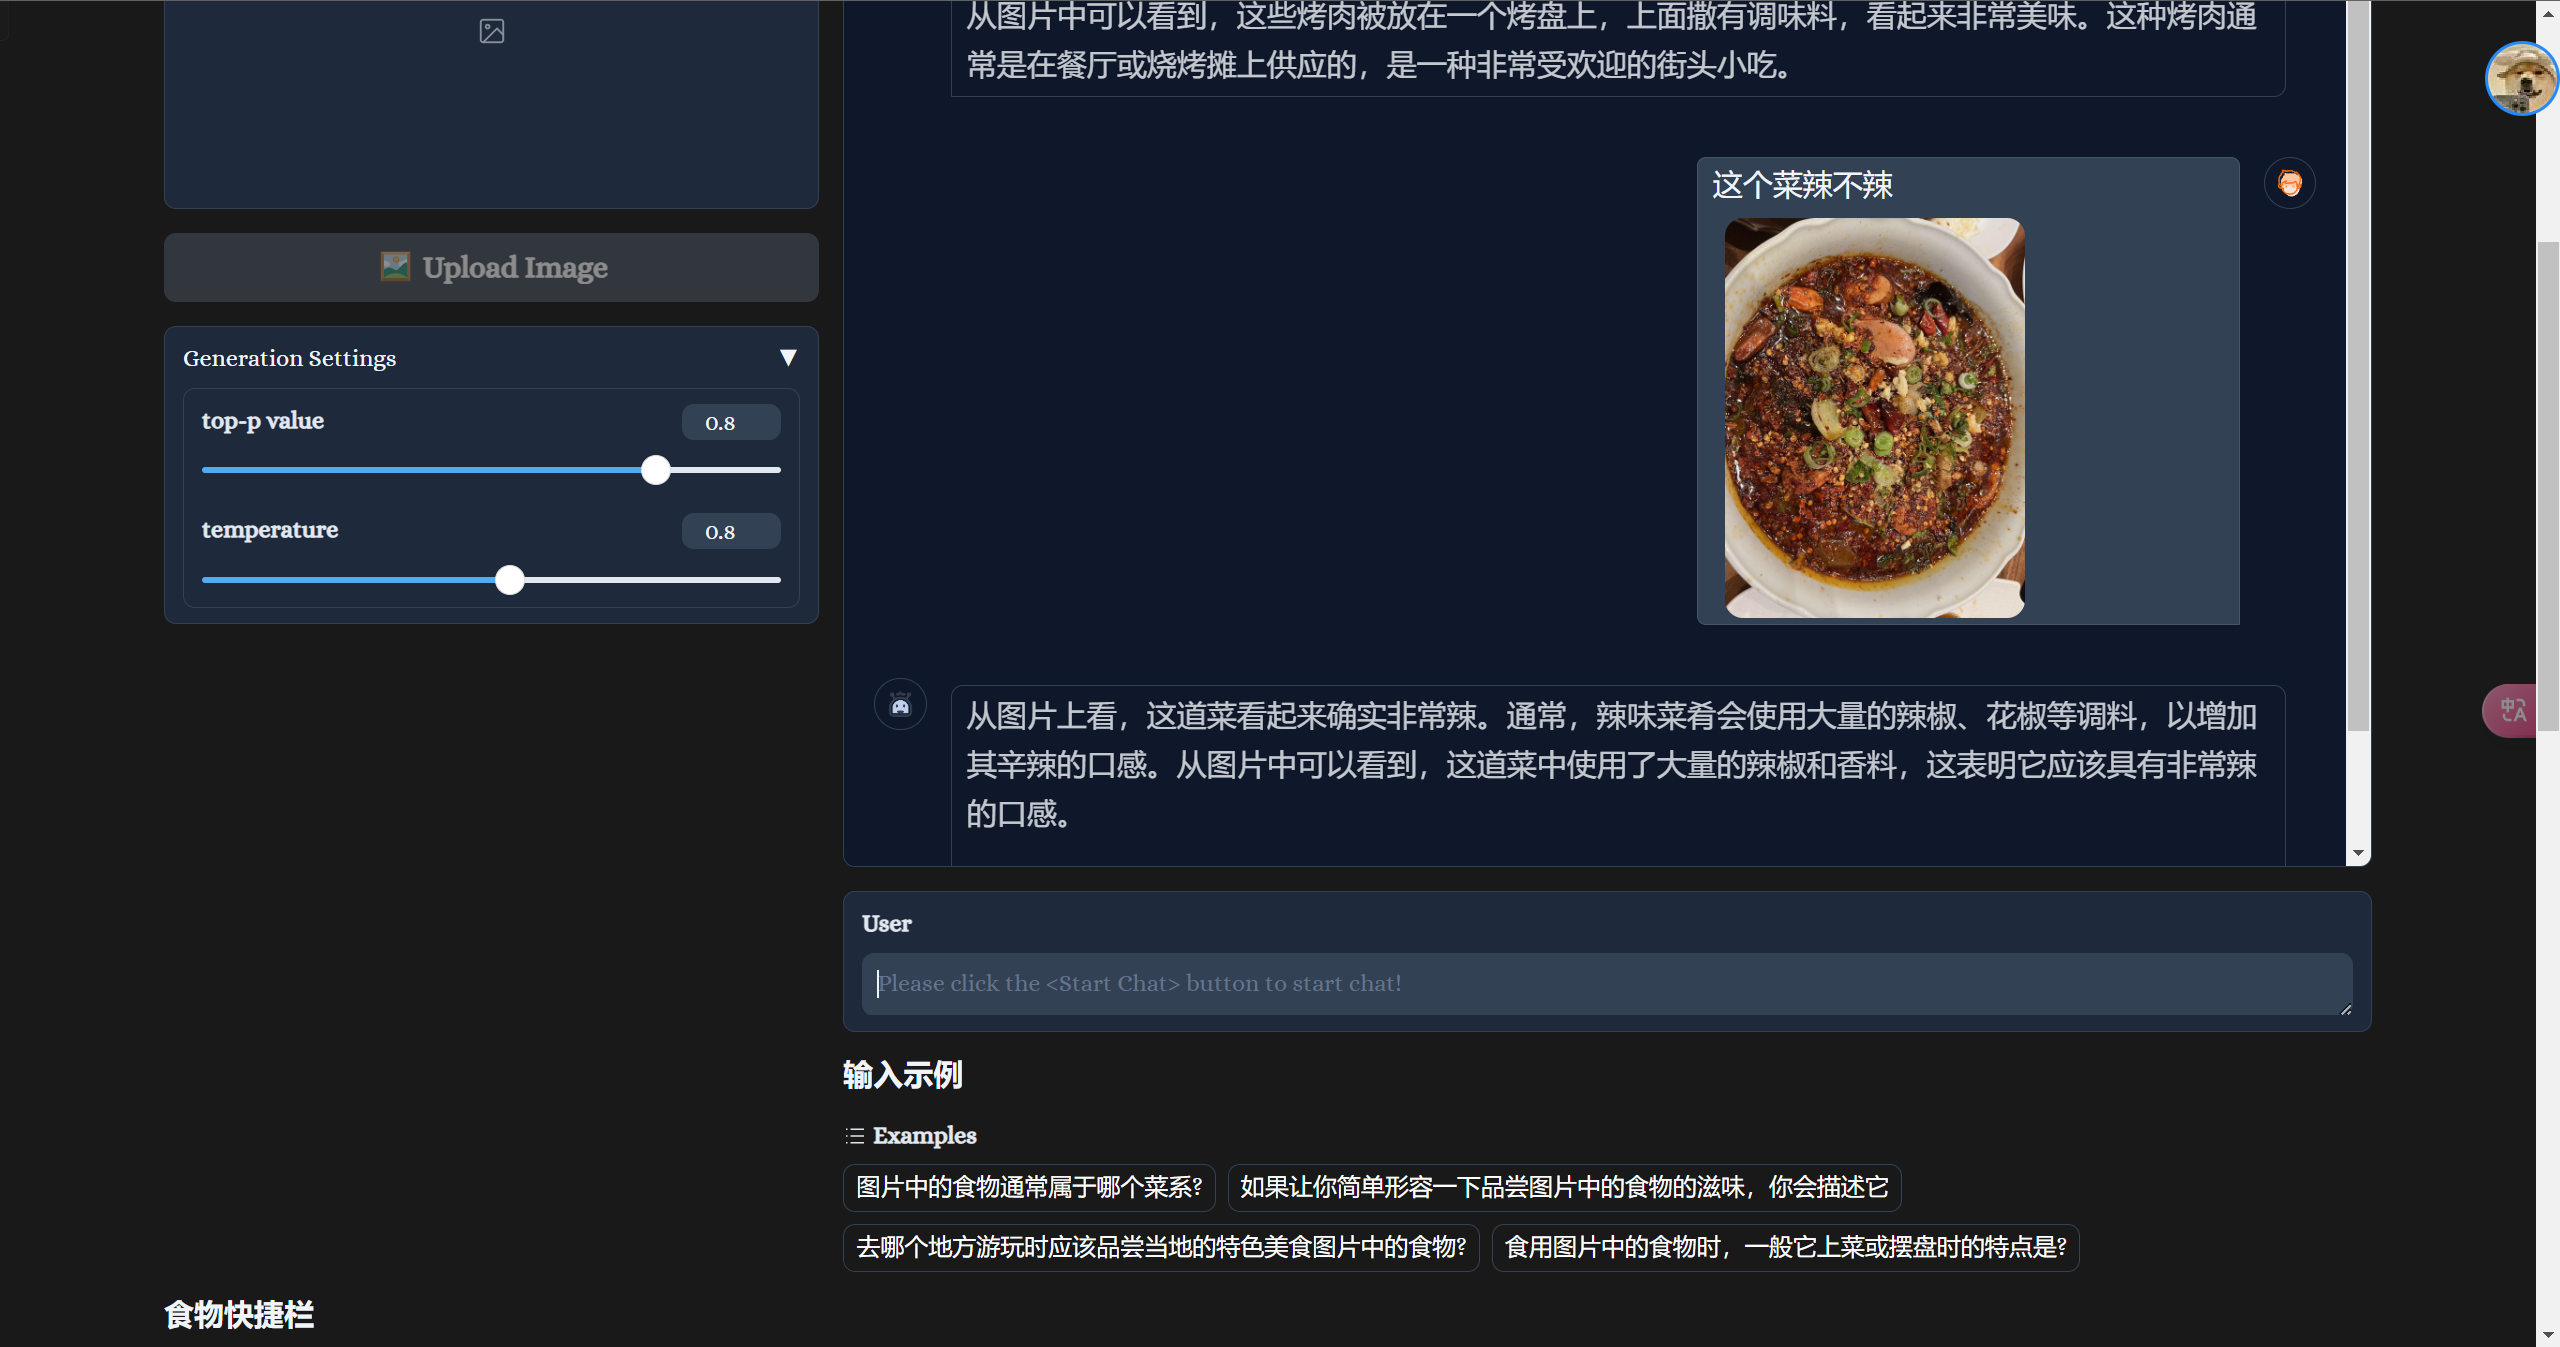 Upload Image
Generation Settings
▼
top-p value
0.8
temperature
0.8
从图片中可以看到，这些烤肉被放在一个烤盘上，上面撒有调味料，看起来非常美味。这种烤肉通
常是在餐厅或烧烤摊上供应的，是一种非常受欢迎的街头小吃。
这个菜辣不辣
从图片上看，这道菜看起来确实非常辣。通常，辣味菜肴会使用大量的辣椒、花椒等调料，以增加
其辛辣的口感。从图片中可以看到，这道菜中使用了大量的辣椒和香料，这表明它应该具有非常辣
的口感。
中
A
User
Please click the <Start Chat> button to start chat!
输入示例
Examples
图片中的食物通常属于哪个菜系?
如果让你简单形容一下品尝图片中的食物的滋味，你会描述它
去哪个地方游玩时应该品尝当地的特色美食图片中的食物?
食用图片中的食物时，一般它上菜或摆盘时的特点是?
食物快捷栏